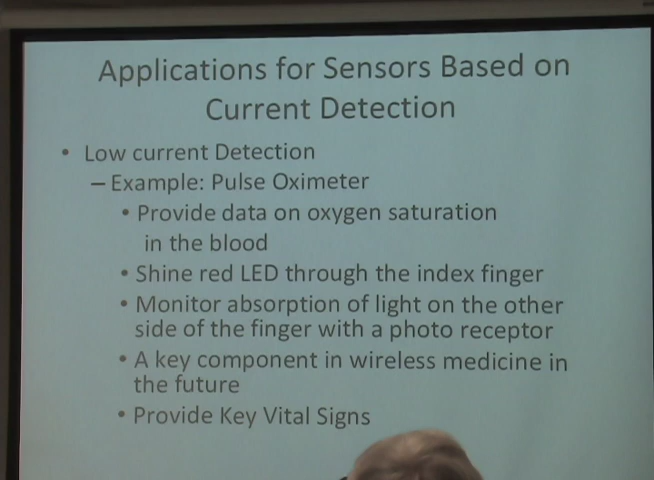 Applications for Sensors Based on
Current Detection
• Low current Detection
– Example: Pulse Oximeter
• Provide data on oxygen saturation
in the blood
• Shine red LED through the index finger
• Monitor absorption of light on the other
side of the finger with a photo receptor
• A key component in wireless medicine in
the future
• Provide Key Vital Signs